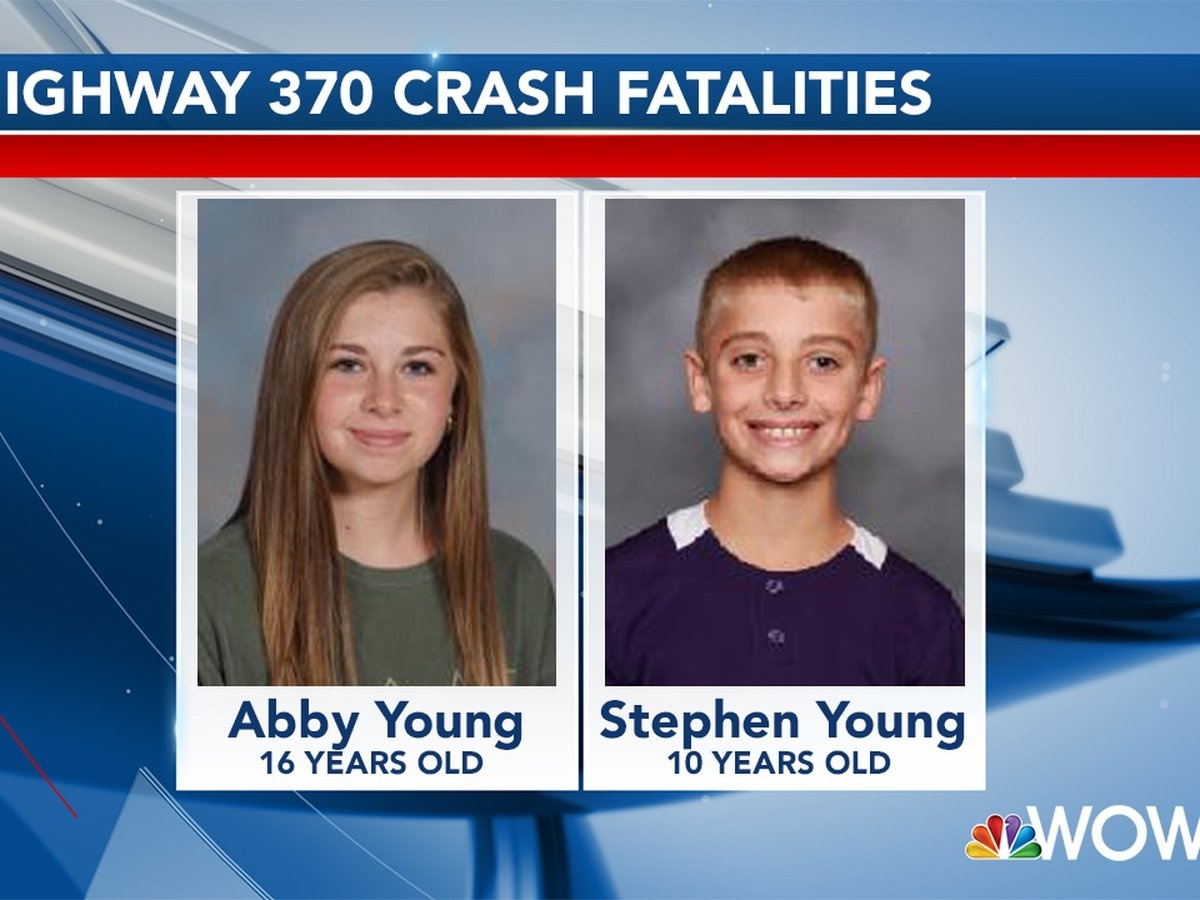 IGHWAY 370 CRASH FATALITIES
Abby Young
16 YEARS OLD
Stephen Young
10 YEARS OLD
WOW